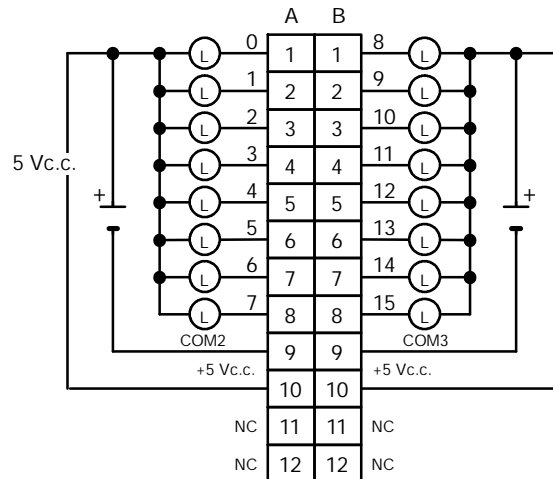 A B
0 1 1 8
L L
1 2 2 9
L L
2 3 3 10
L L
3 4 4 11
L L
5 Vc.c.
4 5 5 12
L L
+ +
5 6 6 13
L L
6 7 7 14
L L
7 8 8 15
L L
COM2 COM3
9 9
+5 Vc.c. +5 Vc.c.
10 10
NC 11 11 NC
NC 12 12 NC